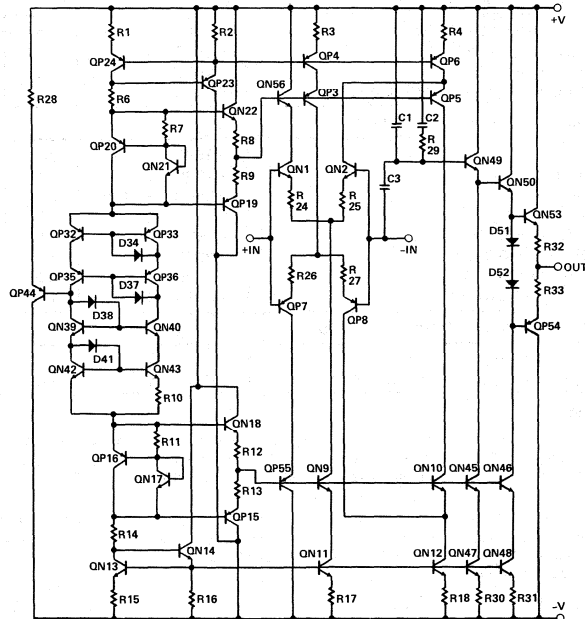 +V
R1
R2
R3
R4
QP24
QP4
QP6
QP23
R28
R6
QN56
QP3
QP5
QN22
R7
R8
C1
C2
R
29
QP20
QN21
R9
QN1
QN2
C3
QN49
QN50
QP19
R
24
R
25
QN53
QP32
QP33
D34
+IN
-IN
D51
R32
OUT
QP35
QP36
D37
R26
R
27
D52
R33
QP44
D38
QP7
QP8
QP54
QN39
QN40
D41
QN42
QN43
R10
QN18
R11
R12
QP16
QN17
R13
QP55
QN9
QN10
QN45
QN46
QP15
R14
QN14
QN13
QN11
QN12
QN47
QN48
R15
R16
R17
R18
R30
R31
-V